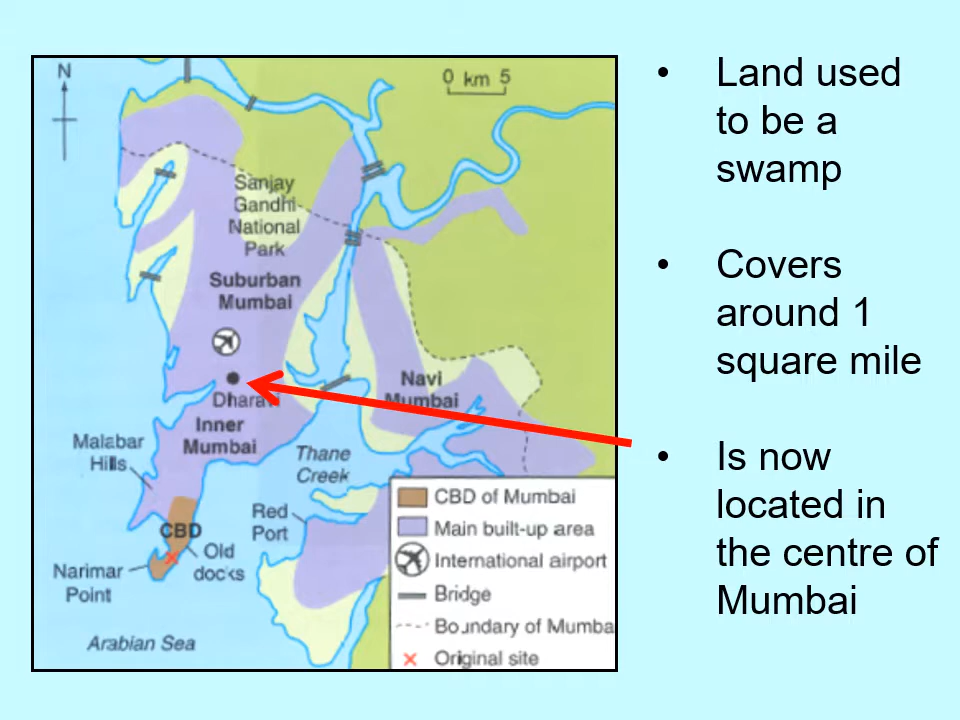 N
0 km 5
Sanjay
Gandhi
National
Park
Suburban
Mumbai
Dharavi
Inner
Mumbai
Navi
Mumbai
Malabar
Hills
Thane
Creek
Red
Port
CBD
Old
docks
Narimar
Point
Arabian Sea
CBD of Mumbai
Main built-up area
International airport
Bridge
Boundary of Mumba
Original site
• Land used
to be a
swamp
• Covers
around 1
square mile
• Is now
located in
the centre of
Mumbai